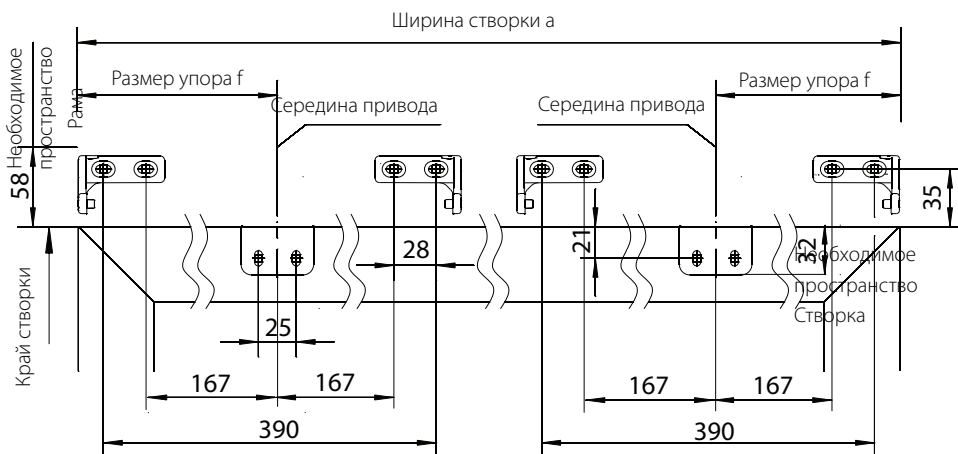 Ширина створки a
Размер упора f
Размер упора f
Середина привода
Середина привода
Необходимое
пространство
Рама
58
35
21
32
28
25
Необходимое
пространство
Створка
Край створки
167
167
167
167
390
390